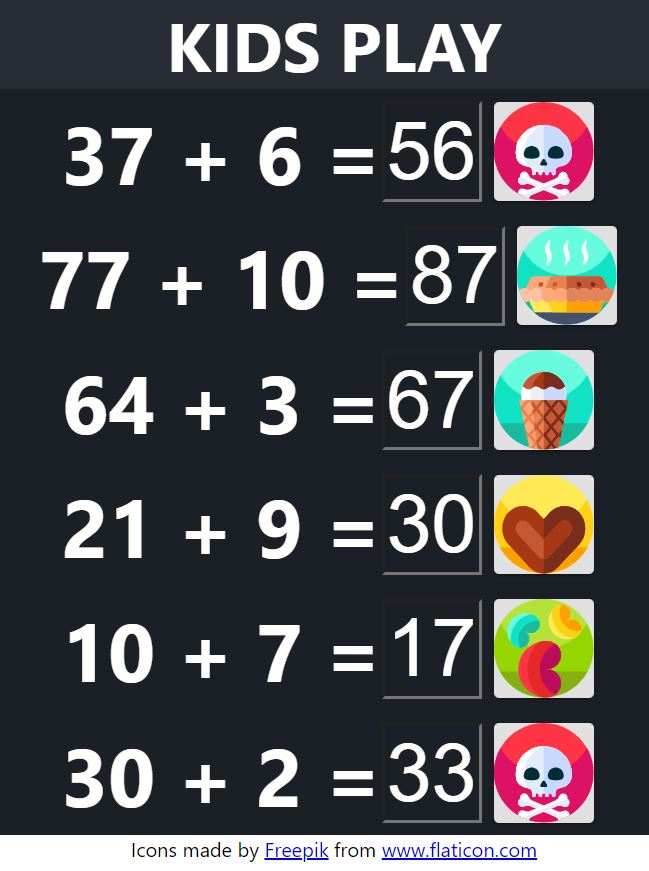 KIDS PLAY
37 + 6 = 56
77 + 10 = 87
64 + 3 = 67
21 + 9 = 30
10 + 7 = 17
30 + 2 = 33
Icons made by Freepik from www.flaticon.com